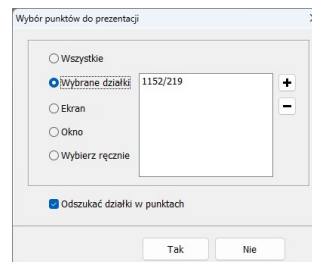 Wybór punktów do prezentacji
Wszystkie
Wybrane działki
1152/219
Ekran
Okno
Wybierz ręcznie
Odszukać działki w punktach
Tak
Nie